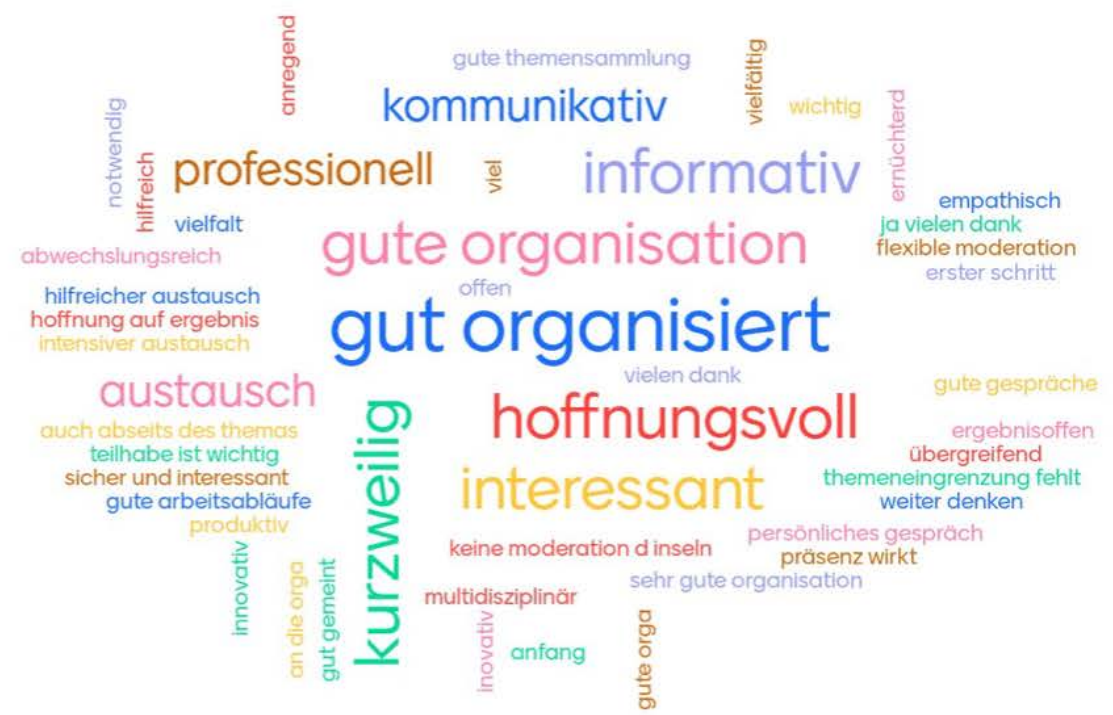 anregend
gute themensammlung
vielfältig
kommunikativ
wichtig
notwendig
ernüchterd
hilfreich
professionell
viel
informativ
empathisch
vielfalt
ja vielen dank
gute organisation
flexible moderation
abwechslungsreich
erster schritt
offen
hilfreicher austausch
hoffnung auf ergebnis
gut organisiert
intensiver austausch
vielen dank
gute gespräche
austausch
hoffnungsvoll
auch abseits des themas
ergebnisoffen
teilhabe ist wichtig
übergreifend
sicher und interessant
themeneingrenzung fehlt
interessant
gute arbeitsabläufe
weiter denken
produktiv
kurzweilig
persönliches gespräch
keine moderation d inseln
präsenz wirkt
sehr gute organisation
innovativ
an die orga
gut gemeint
multidisziplinär
inovativ
anfang
gute orga